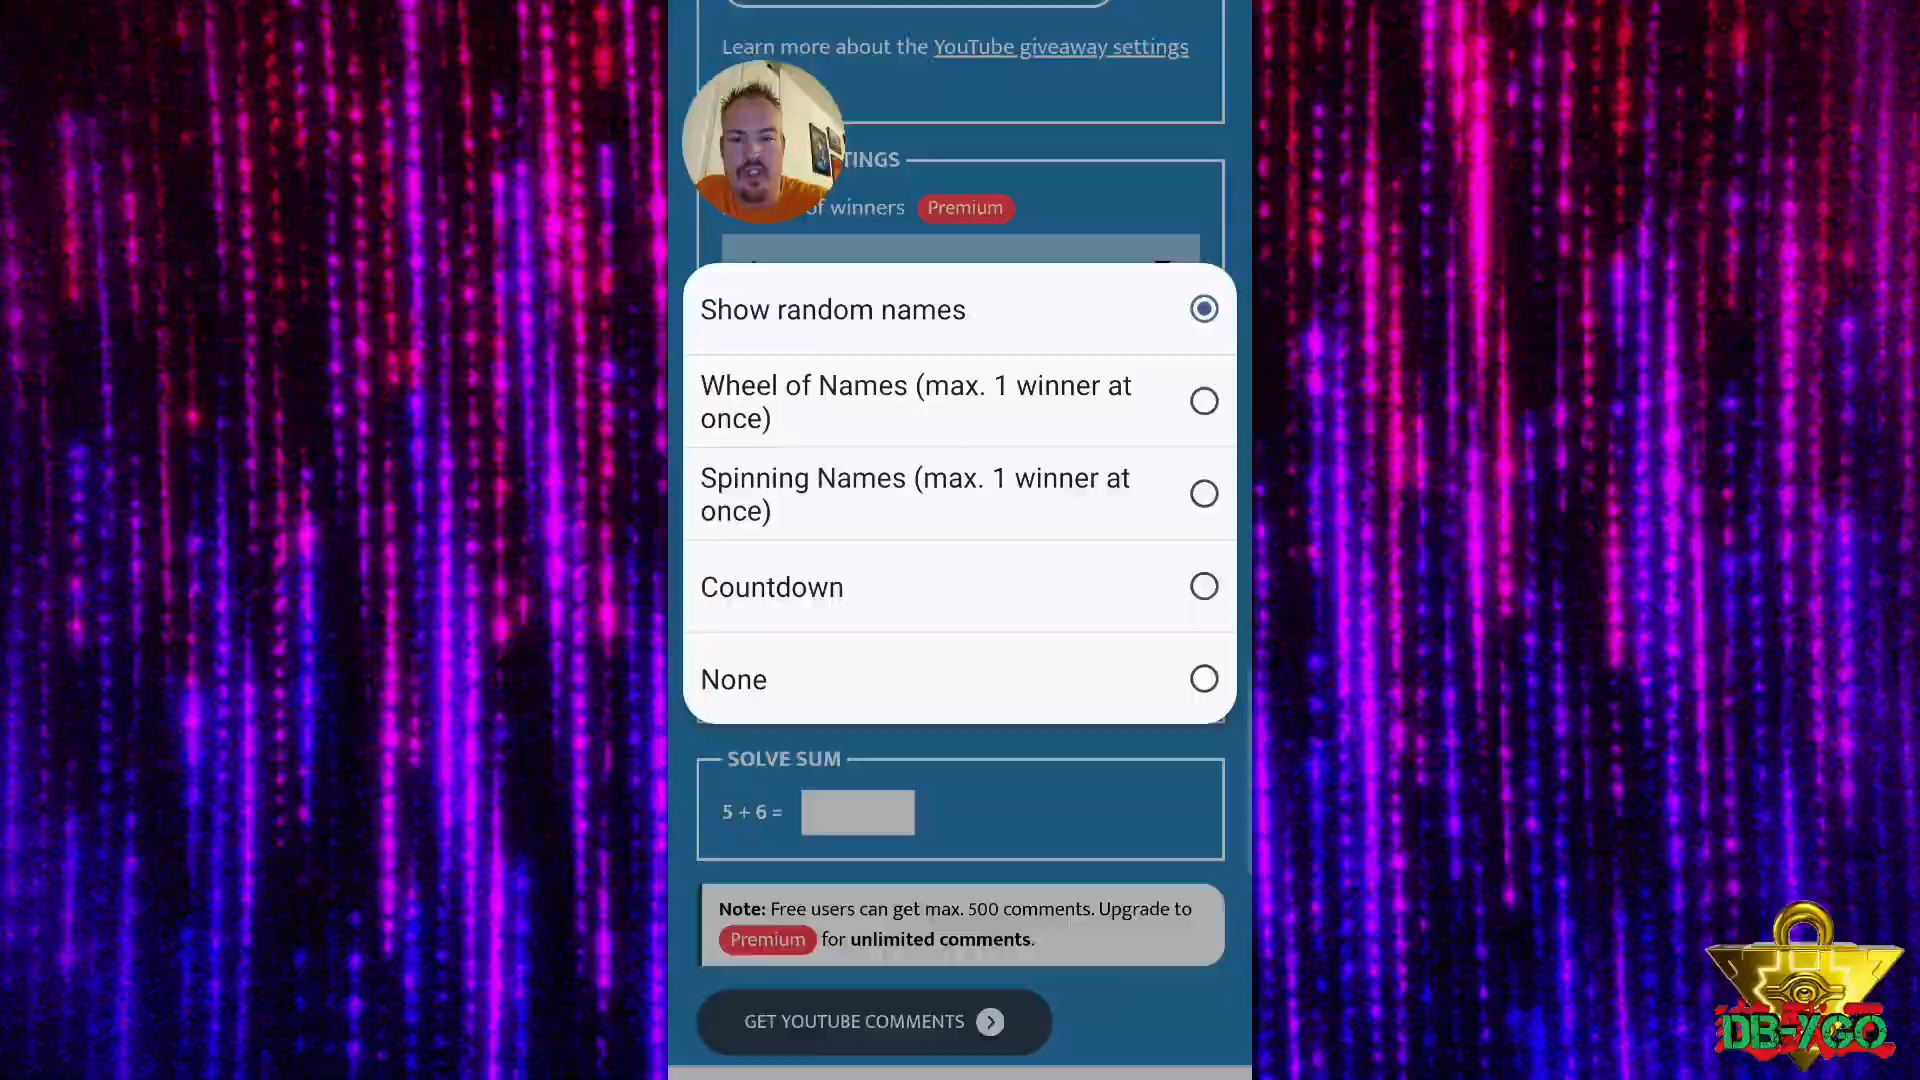 Learn more about the YouTube giveaway settings
TINGS
of winners Premium
Show random names
Wheel of Names (max. 1 winner at
once)
Spinning Names (max. 1 winner at
once)
Countdown
None
SOLVE SUM
5 + 6 =
Note: Free users can get max. 500 comments. Upgrade to
Premium for unlimited comments.
GET YOUTUBE COMMENTS
DB-YGO